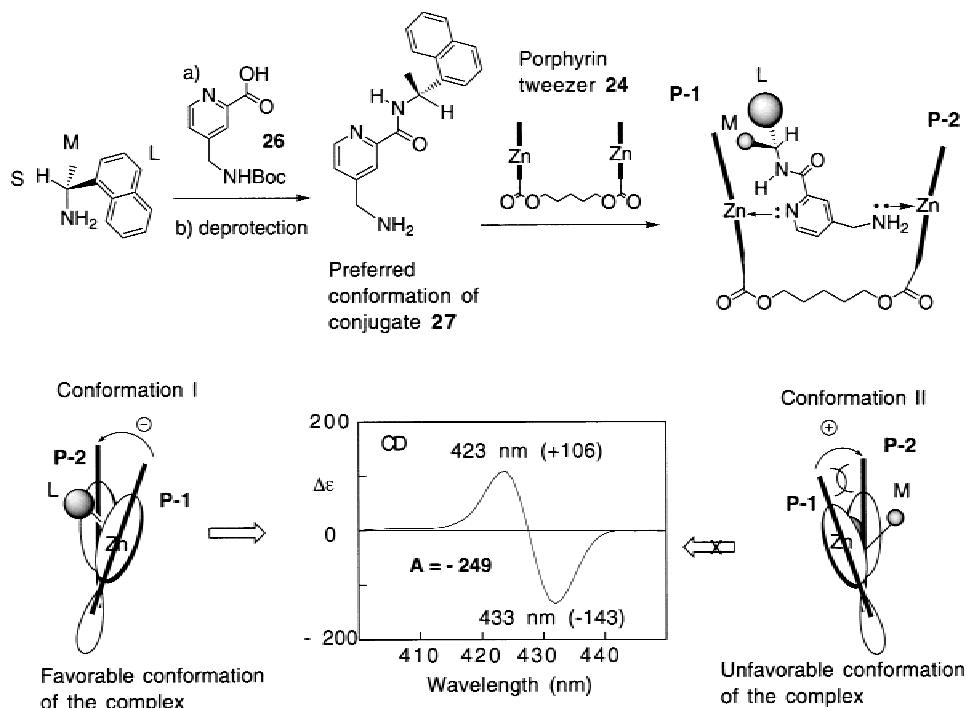 a)
N
OH
O
26
NHBoc
S
H
M
L
NH2
b) deprotection
H
N
H
N
O
NH2
Preferred
conformation of
conjugate 27
Porphyrin
tweezer 24
Zn
Zn
O
O
O
O
P-1
L
M
H
N
H
O
P-2
Zn
:N
NH2
Zn
O
O
O
O
Conformation I
⊖
P-2
L
P-1
Zn
Favorable conformation
of the complex
200
CD
423 nm (+106)
Δε
0
A = - 249
433 nm (-143)
- 200
410 420 430 440
Wavelength (nm)
Conformation II
⊕
P-2
P-1
M
Zn
Unfavorable conformation
of the complex